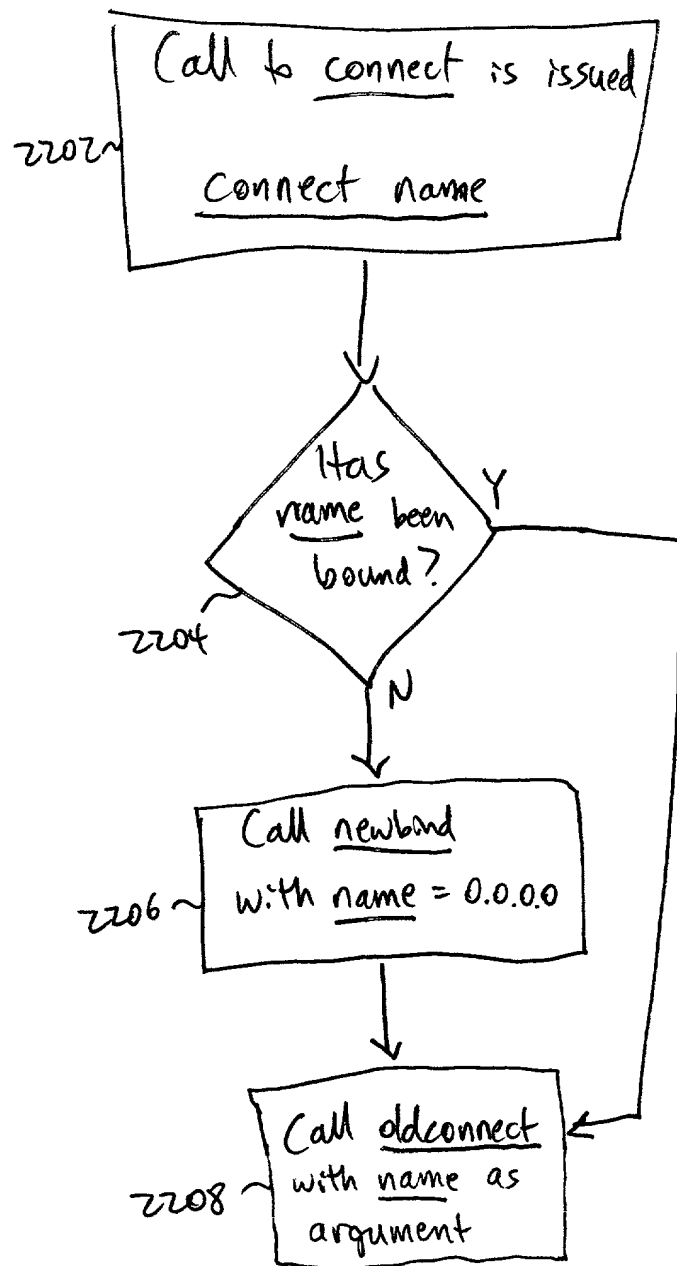 Call to connect is issued
2202
connect name
Has
name been
bound?
Y
2204
N
Call newbind
with name = 0.0.0.0
2206
Call oldconnect
with name as
2208
argument